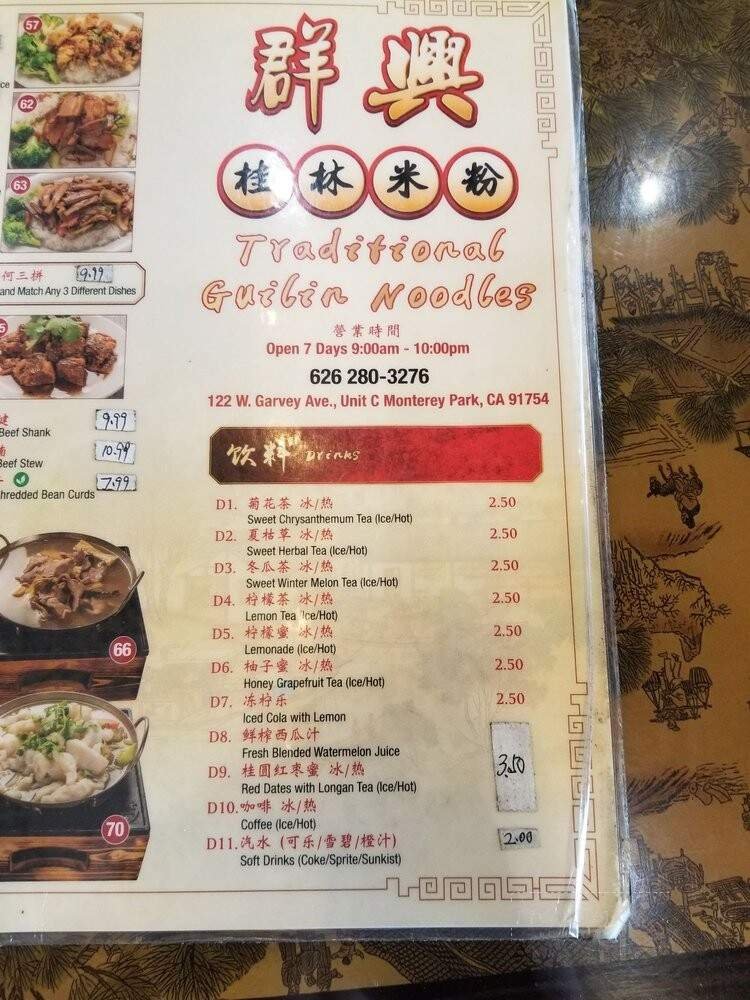 57
ce
62
63
何三拼 9.99
and Match Any 3 Different Dishes
5
9.99
Beef Shank
10.99
Beef Stew
7.99
hredded Bean Curds
66
70
群興
桂林米粉
Traditional
Guilin Noodles
營業時間
Open 7 Days 9:00am - 10:00pm
626 280-3276
122 W. Garvey Ave., Unit C Monterey Park, CA 91754
饮料 Drinks
D1. 菊花茶 冰/热 2.50
Sweet Chrysanthemum Tea (Ice/Hot)
D2. 夏枯草 冰/热 2.50
Sweet Herbal Tea (Ice/Hot)
D3. 冬瓜茶 冰/热 2.50
Sweet Winter Melon Tea (Ice/Hot)
D4. 柠檬茶 冰/热 2.50
Lemon Tea (Ice/Hot)
D5. 柠檬蜜 冰/热 2.50
Lemonade (Ice/Hot)
D6. 柚子蜜 冰/热 2.50
Honey Grapefruit Tea (Ice/Hot)
D7. 冻柠乐 2.50
Iced Cola with Lemon
D8. 鲜榨西瓜汁
Fresh Blended Watermelon Juice
3.50
D9. 桂圆红枣蜜 冰/热
Red Dates with Longan Tea (Ice/Hot)
D10. 咖啡 冰/热
Coffee (Ice/Hot)
D11. 汽水 (可乐/雪碧/橙汁) 2.00
Soft Drinks (Coke/Sprite/Sunkist)